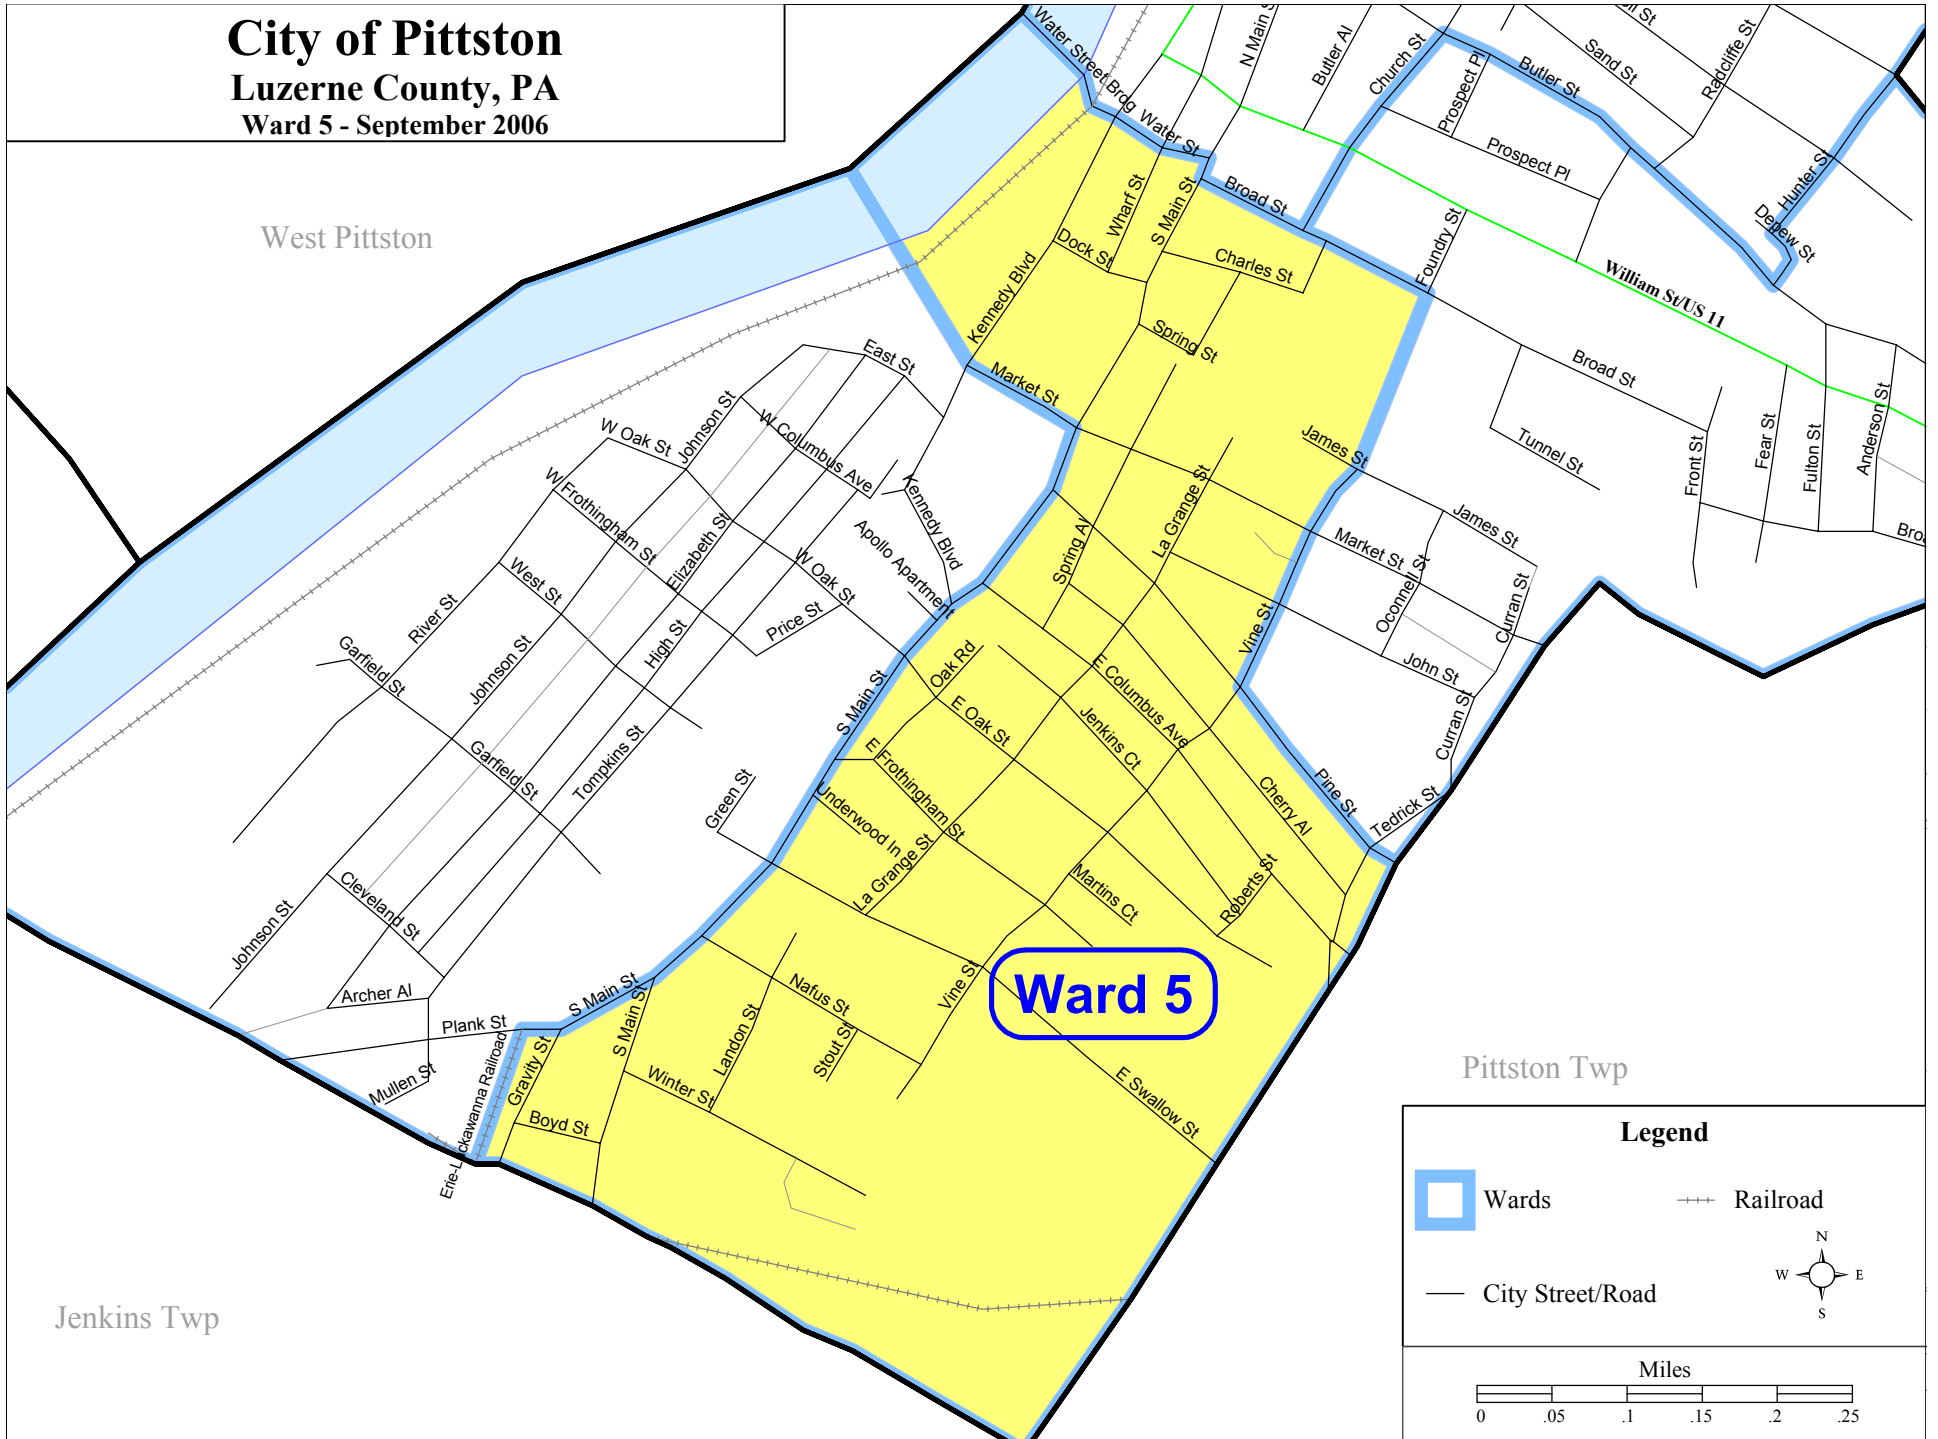 City of Pittston
Luzerne County, PA
Ward 5 - September 2006
West Pittston
Water Street Brdg
Water St
N Main S
Butler Al
Church St
Prospect Pl
Butler St
Sand St
Radcliffe St
Prospect Pl
Hunter St
Depew St
Broad St
Wharf St
S Main St
Dock St
Charles St
Foundry St
William St/US 11
Kennedy Blvd
Spring St
Market St
East St
Johnson St
W Columbus Ave
W Oak St
W Frothingham St
Kennedy Blvd
Apollo Apartment
Elizabeth St
West St
W Oak St
Price St
River St
Garfield St
High St
Johnson St
Garfield St
Tompkins St
Green St
Broad St
James St
Tunnel St
Front St
Fear St
Fulton St
Anderson St
La Grange St
James St
Market St
Oconnell St
Curran St
John St
Curran St
Spring Al
Vine St
Oak Rd
E Columbus Ave
S Main St
E Oak St
Jenkins Ct
E Frothingham St
Underwood ln
La Grange St
Cherry Al
Pine St
Tedrick St
Martins Ct
Roberts St
Cleveland St
Johnson St
Archer Al
Plank St
S Main St
S Main St
Mullen St
Erie-Lackawanna Railroad
Gravity St
Boyd St
Winter St
Landon St
Nafus St
Stout St
Vine St
Ward 5
E Swallow St
Pittston Twp
Jenkins Twp
Legend
Wards
Railroad
City Street/Road
N
W E
S
Miles
0 .05 .1 .15 .2 .25